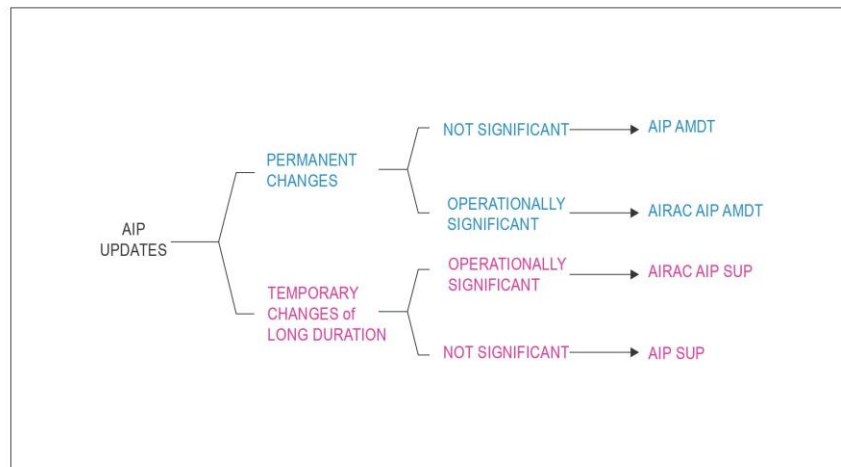 AIP
UPDATES
PERMANENT
CHANGES
NOT SIGNIFICANT
AIP AMDT
OPERATIONALLY
SIGNIFICANT
AIRAC AIP AMDT
TEMPORARY
CHANGES of
LONG DURATION
OPERATIONALLY
SIGNIFICANT
AIRAC AIP SUP
NOT SIGNIFICANT
AIP SUP